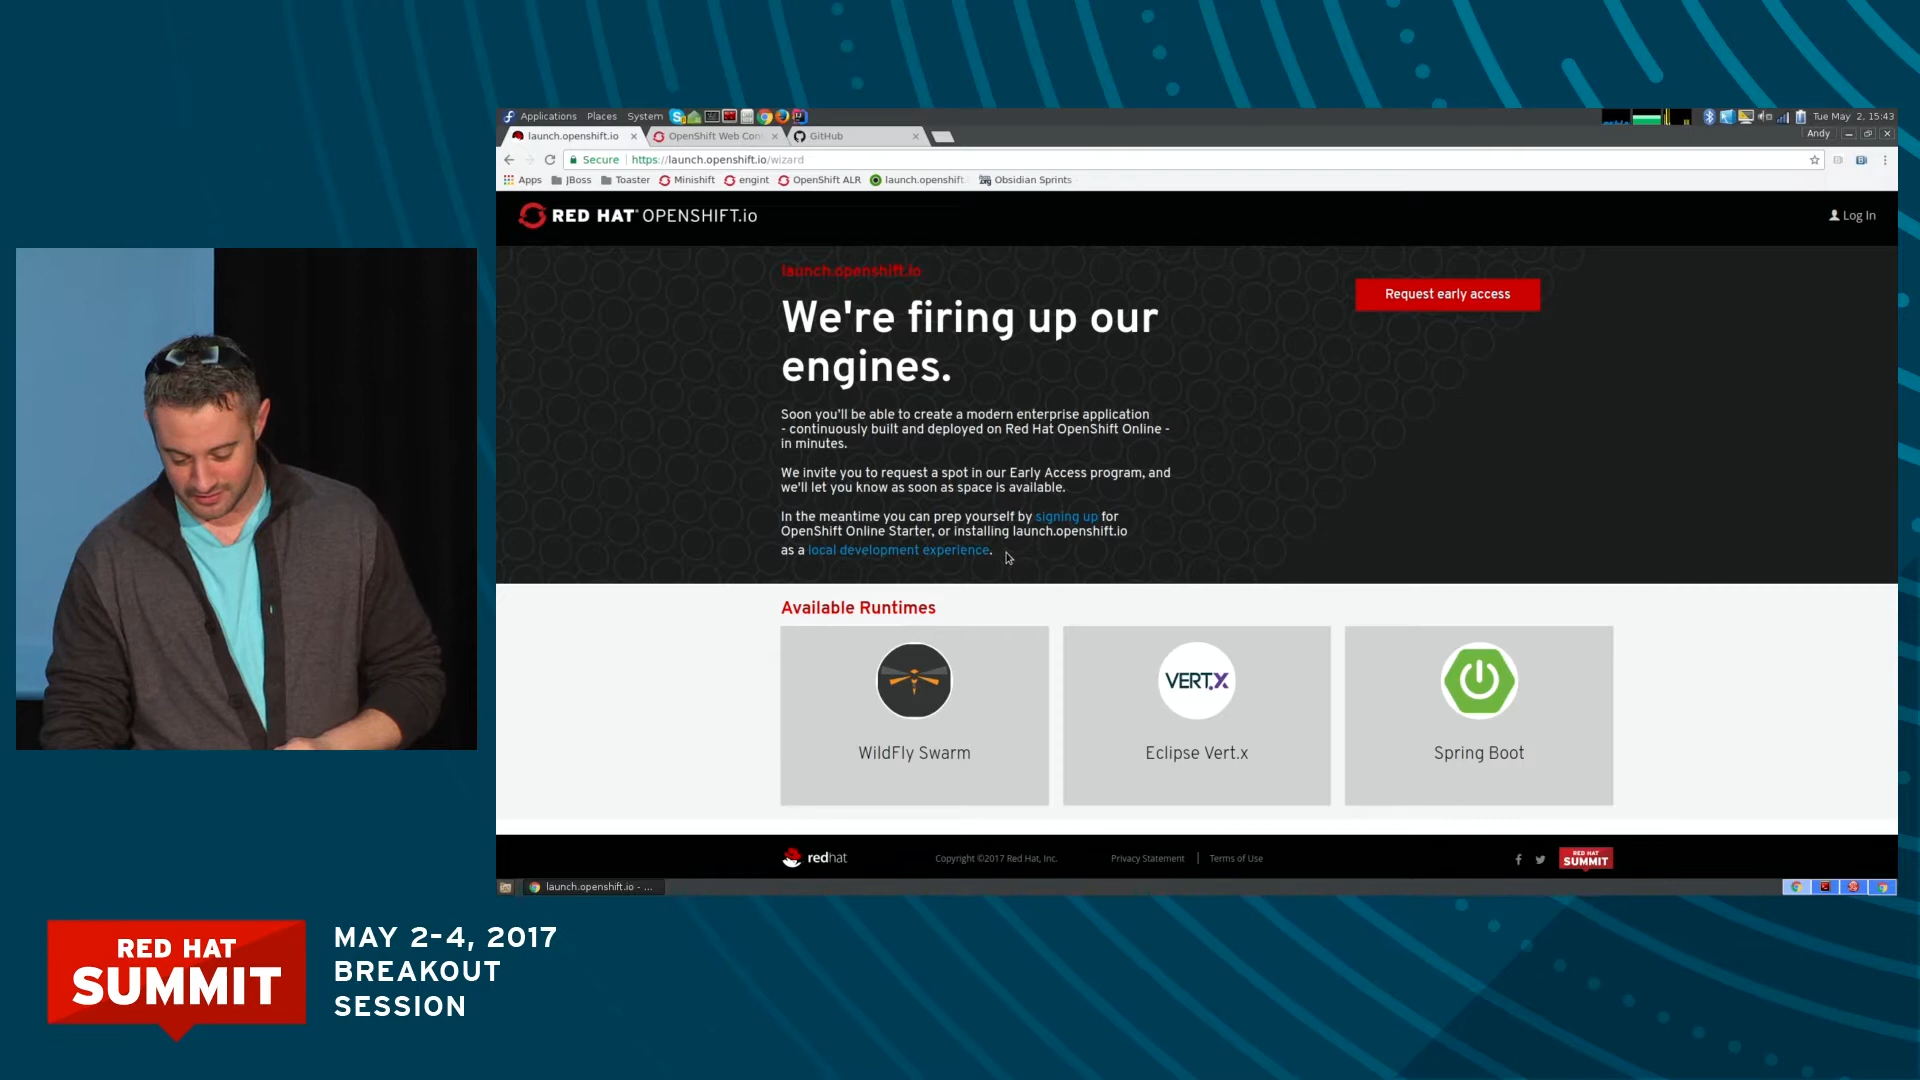 Applications Places System
Tue May 2, 15:43
launch.openshift.io
OpenShift Web Con
GitHub
Andy
Secure
https://launch.openshift.io/wizard
Apps JBoss Toaster Minishift engint OpenShift ALR launch.openshift. Obsidian Sprints
RED HAT OPENSHIFT.io
Log In
launch.openshift.io
Request early access
We're firing up our
engines.
Soon you'll be able to create a modern enterprise application
- continuously built and deployed on Red Hat OpenShift Online -
in minutes.
We invite you to request a spot in our Early Access program, and
we'll let you know as soon as space is available.
In the meantime you can prep yourself by signing up for
OpenShift Online Starter, or installing launch.openshift.io
as a local development experience.
Available Runtimes
VERT.X
WildFly Swarm
Eclipse Vert.x
Spring Boot
redhat
Copyright ©2017 Red Hat, Inc.
Privacy Statement | Terms of Use
RED HAT
SUMMIT
launch.openshift.io - ...
RED HAT
SUMMIT
MAY 2-4, 2017
BREAKOUT
SESSION